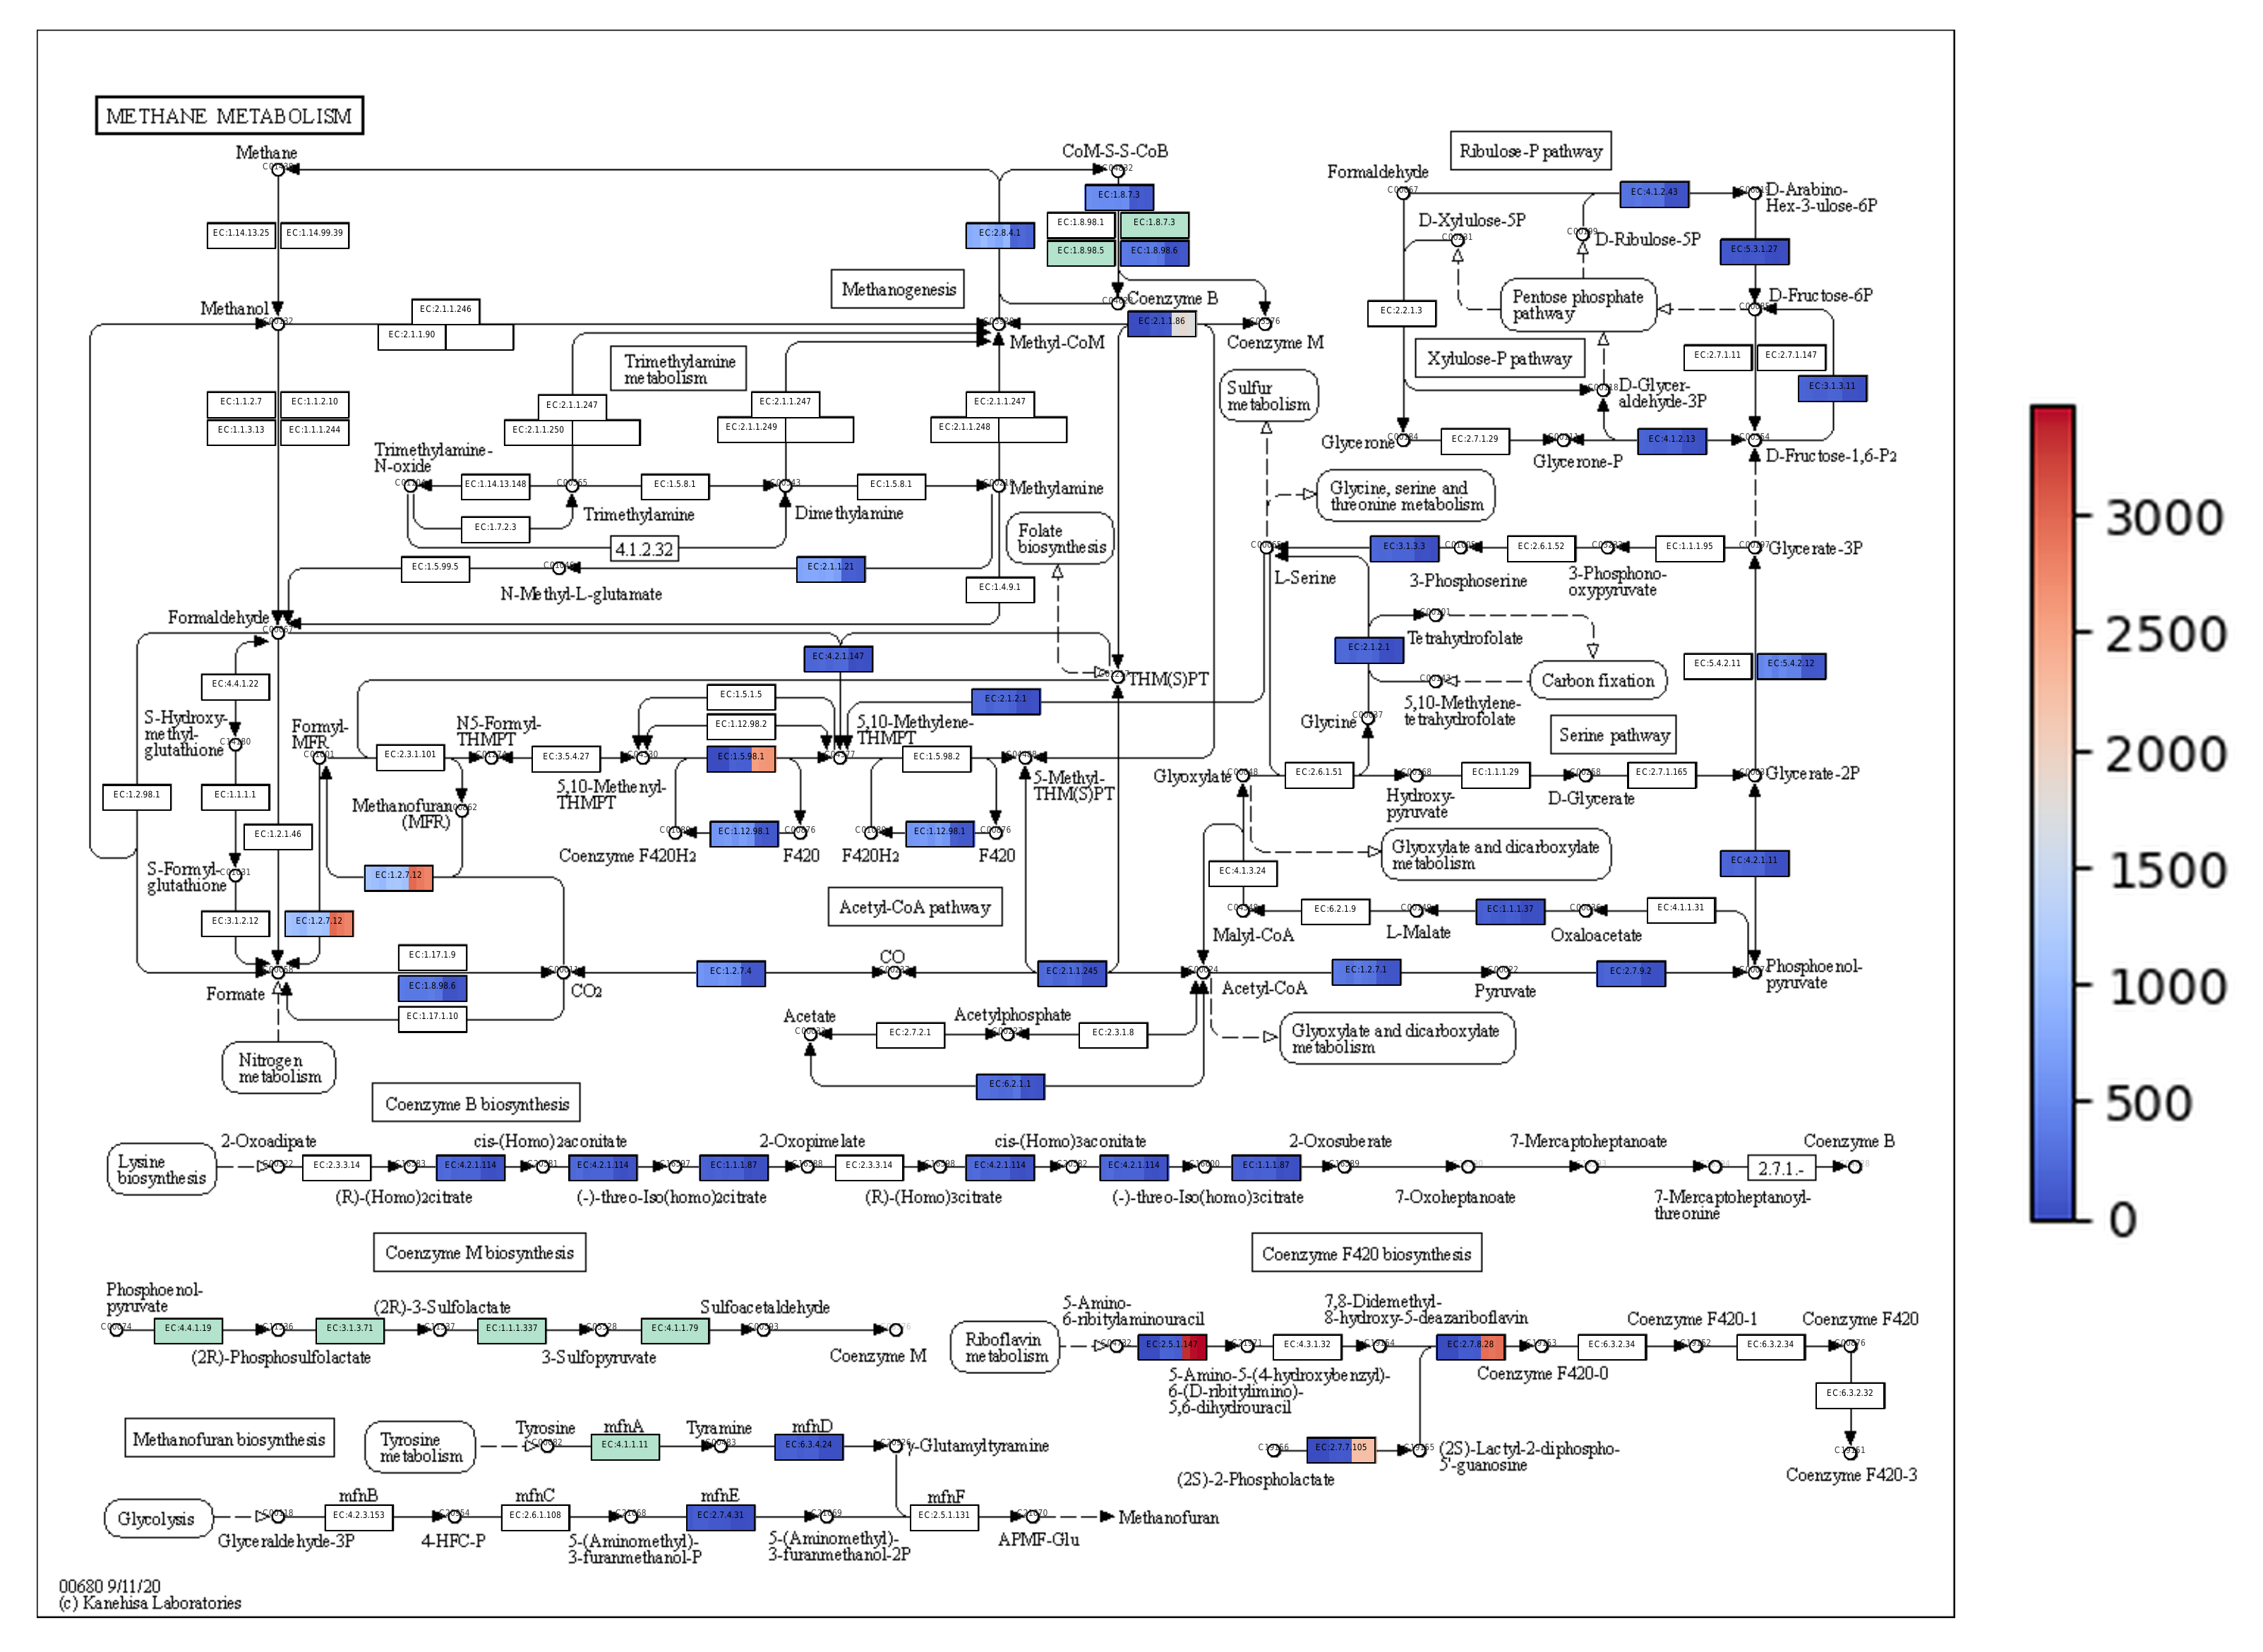 METHANE METABOLISM
Methane
CoM-S-S-CoB
Ribulose-P pathway
Formaldehyde
EC:1.8.7.3
EC:4.1.2.43
D-Arabino-
Hex-3-ulose-6P
EC:1.14.13.25
EC:1.14.99.39
EC:2.8.4.1
EC:1.8.98.1
EC:1.8.7.3
EC:1.8.98.5
EC:1.8.98.6
D-Xylulose-5P
D-Ribulose-5P
EC:5.3.1.27
Methanogenesis
Coenzyme B
Pentose phosphate
pathway
D-Fructose-6P
Methanol
EC:2.1.1.246
EC:2.1.1.90
EC:2.1.1.86
EC:2.2.1.3
Methyl-CoM
Coenzyme M
Trimethylamine
metabolism
Xylulose-P pathway
EC:2.7.1.11
EC:2.7.1.147
Sulfur
metabolism
D-Glycer-
aldehyde-3P
EC:3.1.3.11
EC:1.1.2.7
EC:1.1.2.10
EC:1.1.3.13
EC:1.1.1.244
EC:2.1.1.247
EC:2.1.1.250
EC:2.1.1.247
EC:2.1.1.249
EC:2.1.1.247
EC:2.1.1.248
Glycerone
EC:2.7.1.29
Glycerone-P
EC:4.1.2.13
D-Fructose-1,6-P2
Trimethylamine-
N-oxide
EC:1.14.13.148
EC:1.5.8.1
EC:1.5.8.1
Methylamine
Trimethylamine
Dimethylamine
EC:1.7.2.3
4.1.2.32
Glycine, serine and
threonine metabolism
Folate
biosynthesis
EC:1.5.99.5
EC:2.1.1.21
N-Methyl-L-glutamate
EC:1.4.9.1
EC:3.1.3.3
EC:2.6.1.52
EC:1.1.1.95
Glycerate-3P
L-Serine
3-Phosphoserine
3-Phosphono-
oxypyruvate
Formaldehyde
Tetrahydrofolate
EC:4.2.1.147
EC:2.1.2.1
EC:5.4.2.11
EC:5.4.2.12
EC:4.4.1.22
THM(S)PT
Carbon fixation
EC:1.5.1.5
EC:2.1.2.1
5,10-Methylene-
tetrahydrofolate
S-Hydroxy-
methyl-
glutathione
Formyl-
MFR
N5-Formyl-
THMPT
EC:1.12.98.2
5,10-Methylene-
THMPT
Glycine
Serine pathway
EC:2.3.1.101
EC:3.5.4.27
EC:1.5.98.1
EC:1.5.98.2
5-Methyl-
THM(S)PT
Glyoxylate
EC:2.6.1.51
EC:1.1.1.29
EC:2.7.1.165
Glycerate-2P
5,10-Methenyl-
THMPT
Hydroxy-
pyruvate
D-Glycerate
EC:1.2.98.1
EC:1.1.1.1
Methanofuran
(MFR)
EC:1.2.1.46
EC:1.12.98.1
EC:1.12.98.1
Coenzyme F420H2
F420
F420H2
F420
Glyoxylate and dicarboxylate
metabolism
S-Formyl-
glutathione
EC:1.2.7.12
EC:4.1.3.24
EC:4.2.1.11
Acetyl-CoA pathway
EC:3.1.2.12
EC:1.2.7.12
EC:6.2.1.9
EC:1.1.1.37
EC:4.1.1.31
Malyl-CoA
L-Malate
Oxaloacetate
EC:1.17.1.9
CO
Formate
EC:1.8.98.6
CO2
EC:1.2.7.4
EC:2.1.1.245
Acetyl-CoA
EC:1.2.7.1
Pyruvate
EC:2.7.9.2
Phosphoenol-
pyruvate
EC:1.17.1.10
Acetate
EC:2.7.2.1
Acetylphosphate
EC:2.3.1.8
Glyoxylate and dicarboxylate
metabolism
Nitrogen
metabolism
EC:6.2.1.1
Coenzyme B biosynthesis
2-Oxoadipate
cis-(Homo)2aconitate
2-Oxopimelate
cis-(Homo)3aconitate
2-Oxosuberate
7-Mercaptoheptanoate
Coenzyme B
Lysine
biosynthesis
EC:2.3.3.14
EC:4.2.1.114
EC:4.2.1.114
EC:1.1.1.87
EC:2.3.3.14
EC:4.2.1.114
EC:4.2.1.114
EC:1.1.1.87
2.7.1.-
(R)-(Homo)2citrate
(-)-threo-Iso(homo)2citrate
(R)-(Homo)3citrate
(-)-threo-Iso(homo)3citrate
7-Oxoheptanoate
7-Mercaptoheptanoyl-
threonine
Coenzyme M biosynthesis
Coenzyme F420 biosynthesis
Phosphoenol-
pyruvate
(2R)-3-Sulfolactate
Sulfoacetaldehyde
EC:4.4.1.19
EC:3.1.3.71
EC:1.1.1.337
EC:4.1.1.79
(2R)-Phosphosulfolactate
3-Sulfopyruvate
Coenzyme M
5-Amino-
6-ribitylaminouracil
7,8-Didemethyl-
8-hydroxy-5-deazariboflavin
Coenzyme F420-1
Coenzyme F420
Riboflavin
metabolism
EC:2.5.1.147
EC:4.3.1.32
EC:2.7.8.28
EC:6.3.2.34
EC:6.3.2.34
5-Amino-5-(4-hydroxybenzyl)-
6-(D-ribitylimino)-
5,6-dihydrouracil
Coenzyme F420-0
EC:6.3.2.32
Methanofuran biosynthesis
Tyrosine
metabolism
Tyrosine
mfnA
EC:4.1.1.11
Tyramine
mfnD
EC:6.3.4.24
γ-Glutamyltyramine
EC:2.7.7.105
(2S)-2-Phospholactate
(2S)-Lactyl-2-diphospho-
5'-guanosine
Coenzyme F420-3
Glycolysis
mfnB
EC:4.2.3.153
mfnC
EC:2.6.1.108
mfnE
EC:2.7.4.31
mfnF
EC:2.5.1.131
Methanofuran
Glyceraldehyde-3P
4-HFC-P
5-(Aminomethyl)-
3-furanmethanol-P
5-(Aminomethyl)-
3-furanmethanol-2P
APMF-Glu
00680 9/11/20
(c) Kanehisa Laboratories
3000
2500
2000
1500
1000
500
0